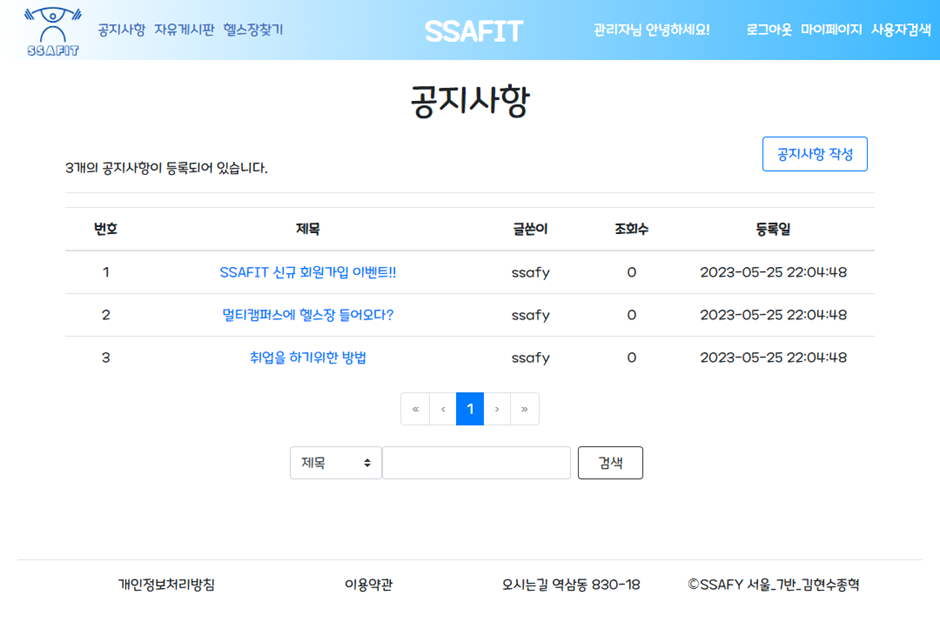 SSAFIT
공지사항 자유게시판 헬스장찾기
SSAFIT
관리자님 안녕하세요!
로그아웃 마이페이지 사용자검색
공지사항
3개의 공지사항이 등록되어 있습니다.
공지사항 작성
번호 제목 글쓴이 조회수 등록일
1 SSAFIT 신규 회원가입 이벤트!! ssafy 0 2023-05-25 22:04:48
2 멀티캠퍼스에 헬스장 들어오다? ssafy 0 2023-05-25 22:04:48
3 취업을 하기위한 방법 ssafy 0 2023-05-25 22:04:48
« ‹ 1 › »
제목 검색
개인정보처리방침 이용약관 오시는길 역삼동 830-18 ©SSAFY 서울_7반_김현수종혁